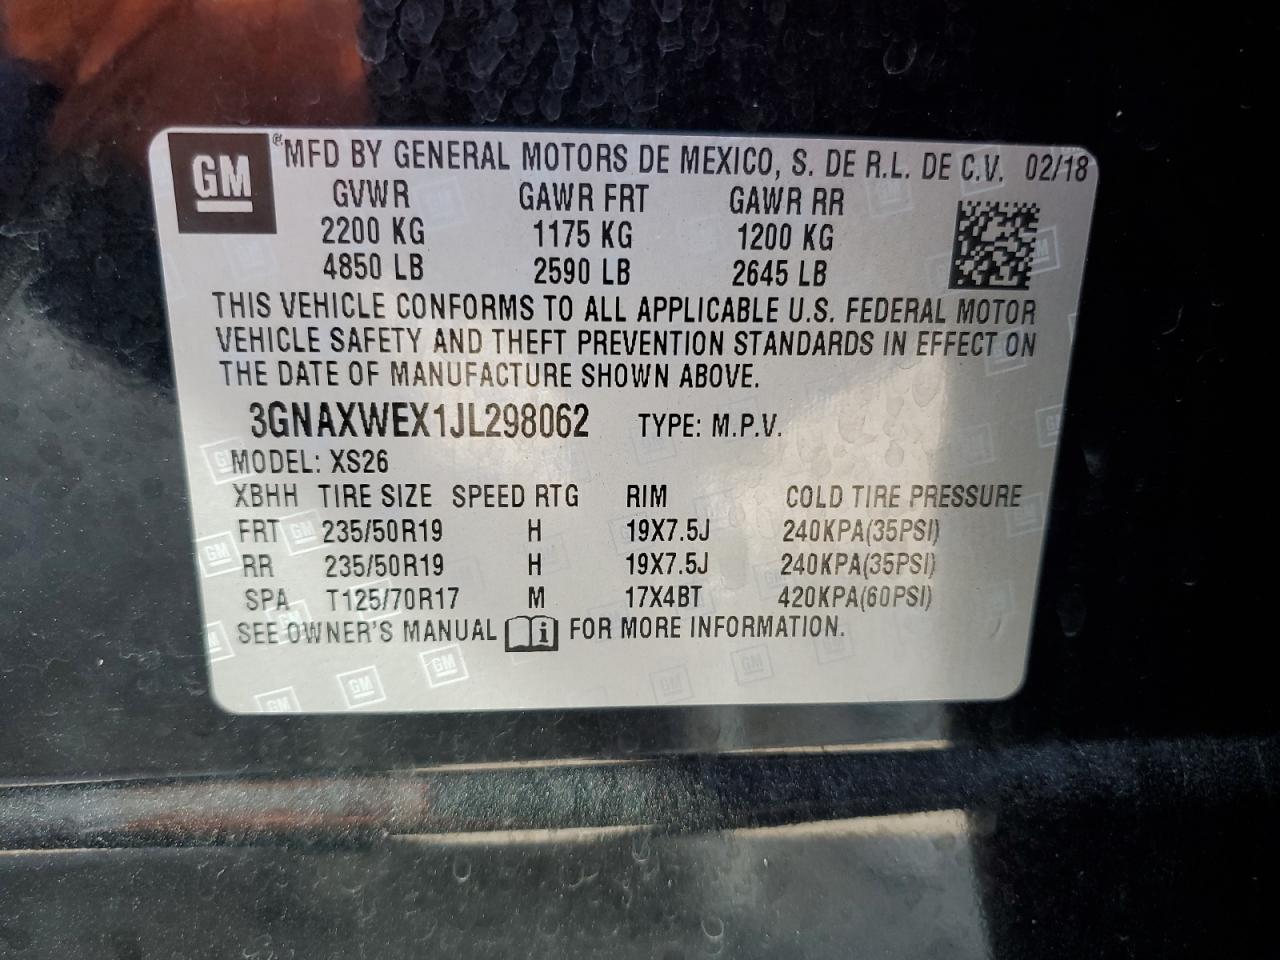 GM
®MFD BY GENERAL MOTORS DE MEXICO, S. DE R.L. DE C.V. 02/18
GVWR GAWR FRT GAWR RR
2200 KG 1175 KG 1200 KG
4850 LB 2590 LB 2645 LB
THIS VEHICLE CONFORMS TO ALL APPLICABLE U.S. FEDERAL MOTOR
VEHICLE SAFETY AND THEFT PREVENTION STANDARDS IN EFFECT ON
THE DATE OF MANUFACTURE SHOWN ABOVE.
3GNAXWEX1JL298062 TYPE: M.P.V.
MODEL: XS26
XBHH TIRE SIZE SPEED RTG RIM COLD TIRE PRESSURE
FRT 235/50R19 H 19X7.5J 240KPA(35PSI)
RR 235/50R19 H 19X7.5J 240KPA(35PSI)
SPA T125/70R17 M 17X4BT 420KPA(60PSI)
SEE OWNER'S MANUAL i FOR MORE INFORMATION.
GM GM GM